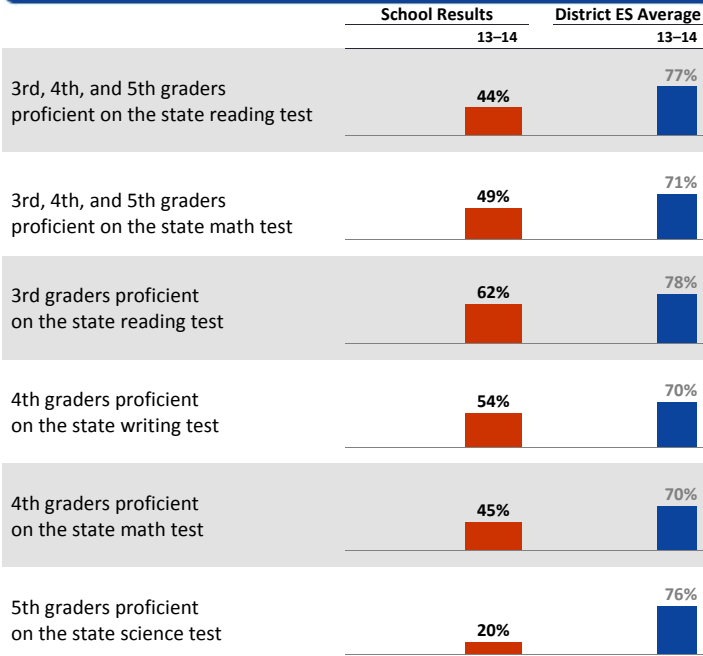 School Results District ES Average
13–14 13–14
3rd, 4th, and 5th graders
proficient on the state reading test
44% 77%
3rd, 4th, and 5th graders
proficient on the state math test
49% 71%
3rd graders proficient
on the state reading test
62% 78%
4th graders proficient
on the state writing test
54% 70%
4th graders proficient
on the state math test
45% 70%
5th graders proficient
on the state science test
20% 76%